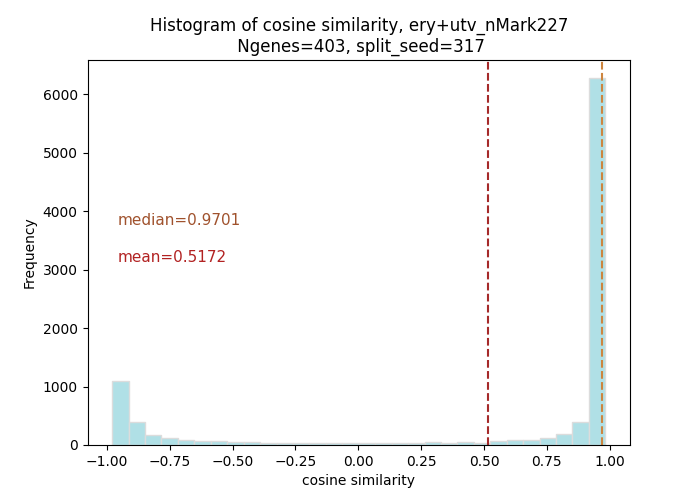 Histogram of cosine similarity, ery+utv_nMark227
Ngenes=403, split_seed=317
Frequency
6000
5000
4000
3000
2000
1000
0
median=0.9701
mean=0.5172
−1.00 −0.75 −0.50 −0.25 0.00 0.25 0.50 0.75 1.00
cosine similarity